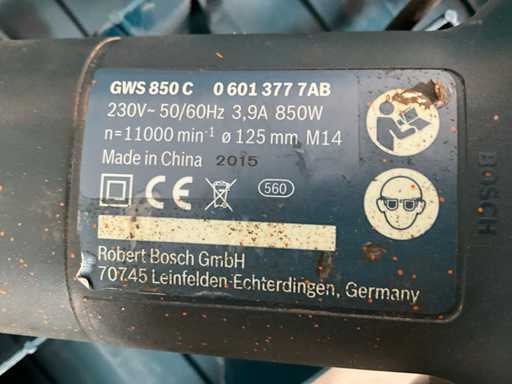 GWS 850 C 0 601 377 7AB
230V~ 50/60Hz 3,9A 850W
n=11000 min⁻¹ ø 125 mm M14
Made in China 2015
CE 560
Robert Bosch GmbH
70745 Leinfelden Echterdingen, Germany
BOSCH